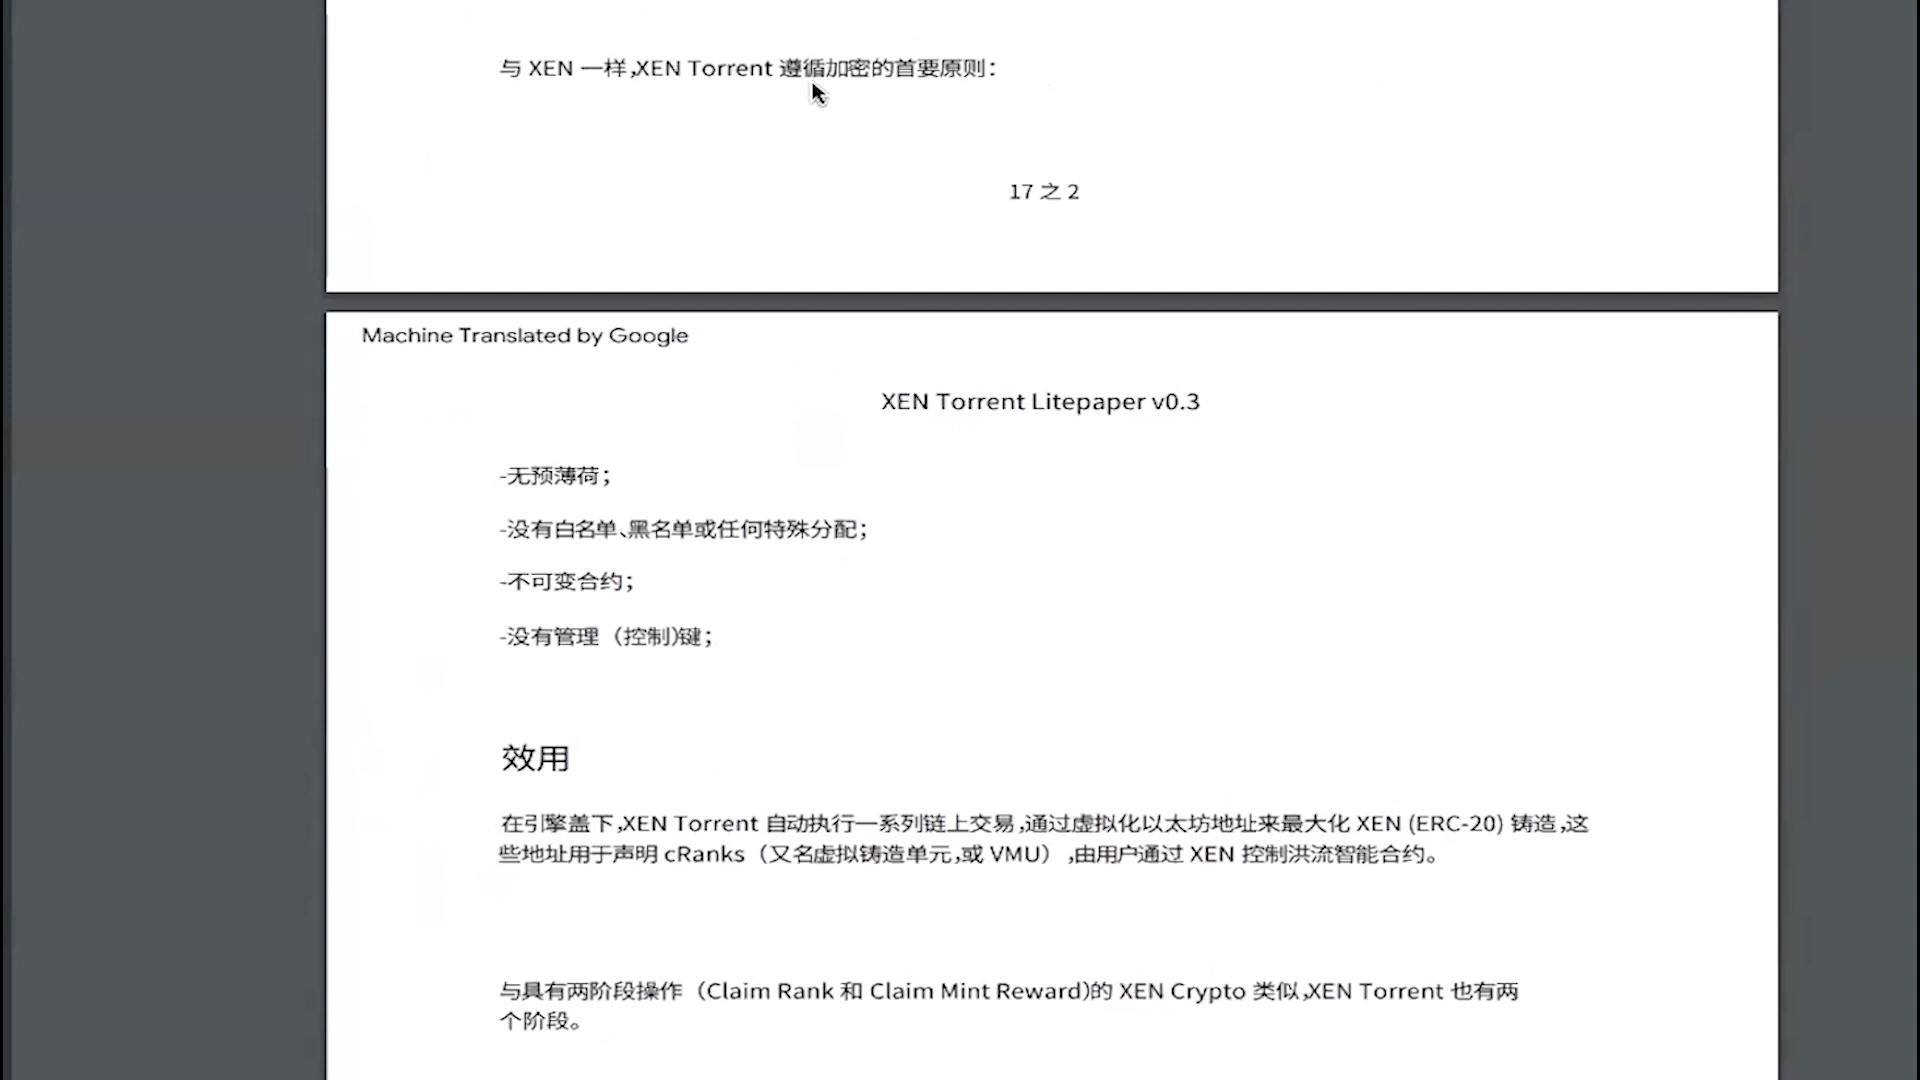 与 XEN 一样,XEN Torrent 遵循加密的首要原则：
17 之 2
Machine Translated by Google
XEN Torrent Litepaper v0.3
-无预薄荷；
-没有白名单、黑名单或任何特殊分配；
-不可变合约；
-没有管理（控制）键；
效用
在引擎盖下,XEN Torrent 自动执行一系列链上交易,通过虚拟化以太坊地址来最大化 XEN (ERC-20) 铸造,这
些地址用于声明 cRanks（又名虚拟铸造单元,或 VMU）,由用户通过 XEN 控制洪流智能合约。
与具有两阶段操作（Claim Rank 和 Claim Mint Reward)的 XEN Crypto 类似,XEN Torrent 也有两
个阶段。